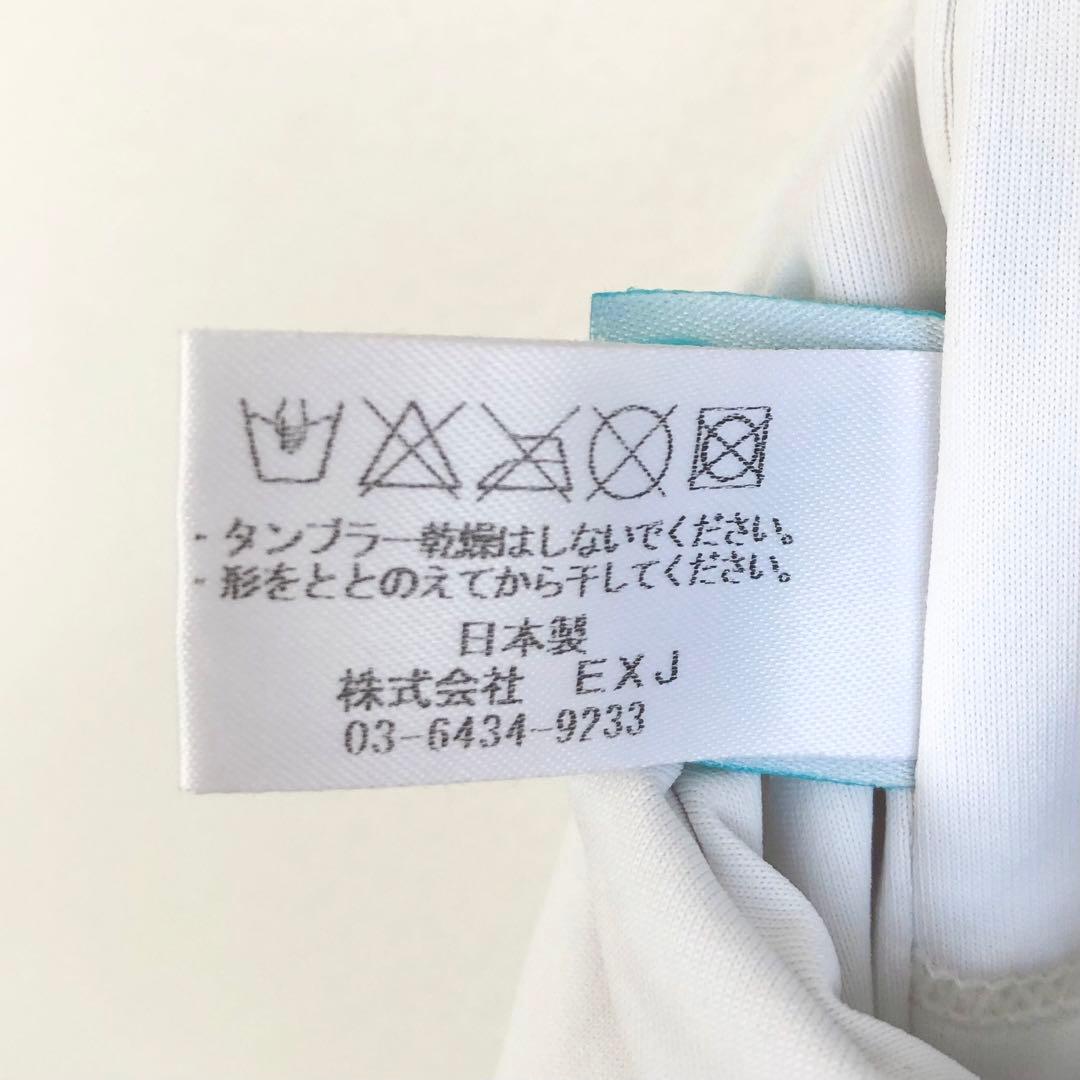 ・タンブラー乾燥はしないでください。
・形をととのえてから干してください。
日本製
株式会社 EXJ
03-6434-9233